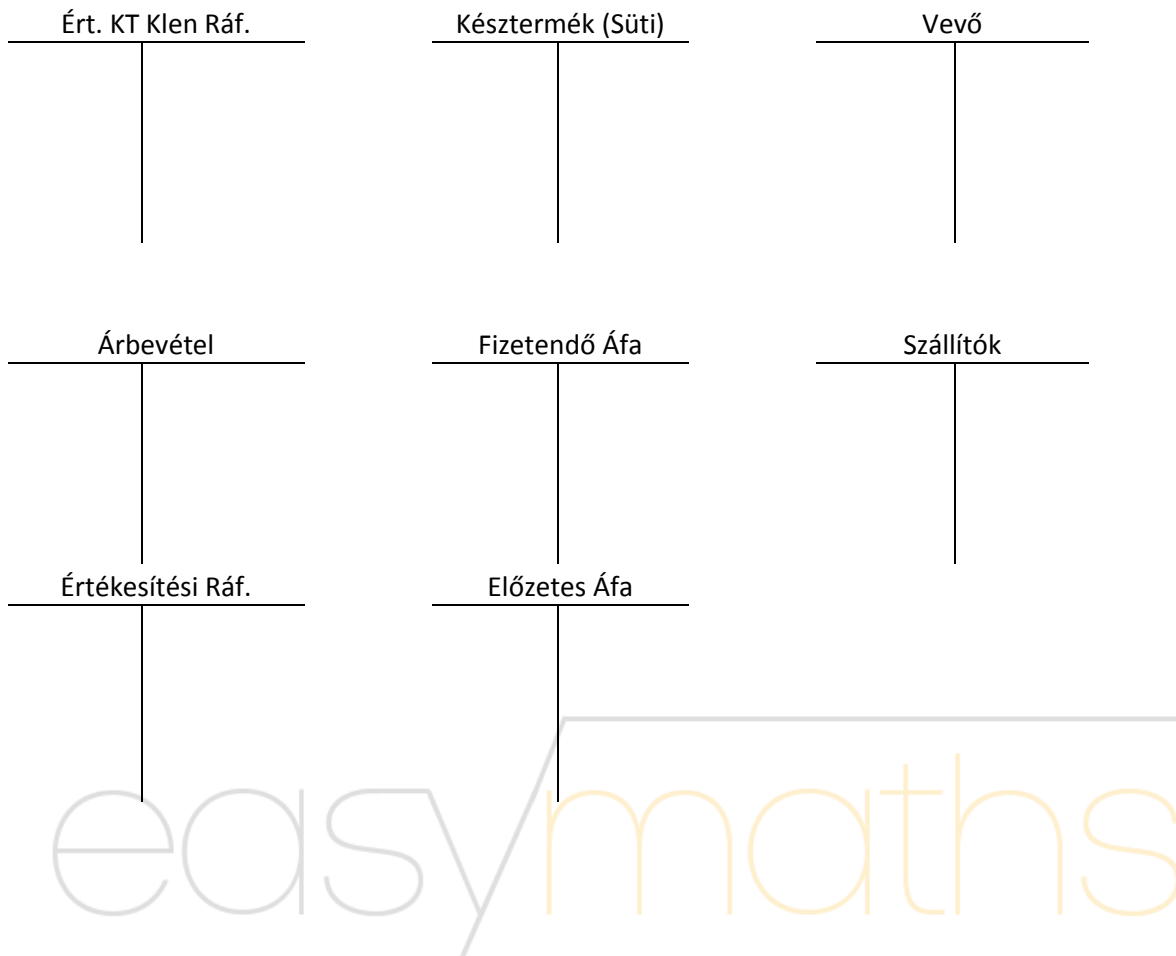 Ért. KT Klen Ráf. Késztermék (Süti) Vevő
Árbevétel Fizetendő Áfa Szállítók
Értékesítési Ráf. Előzetes Áfa
easymaths